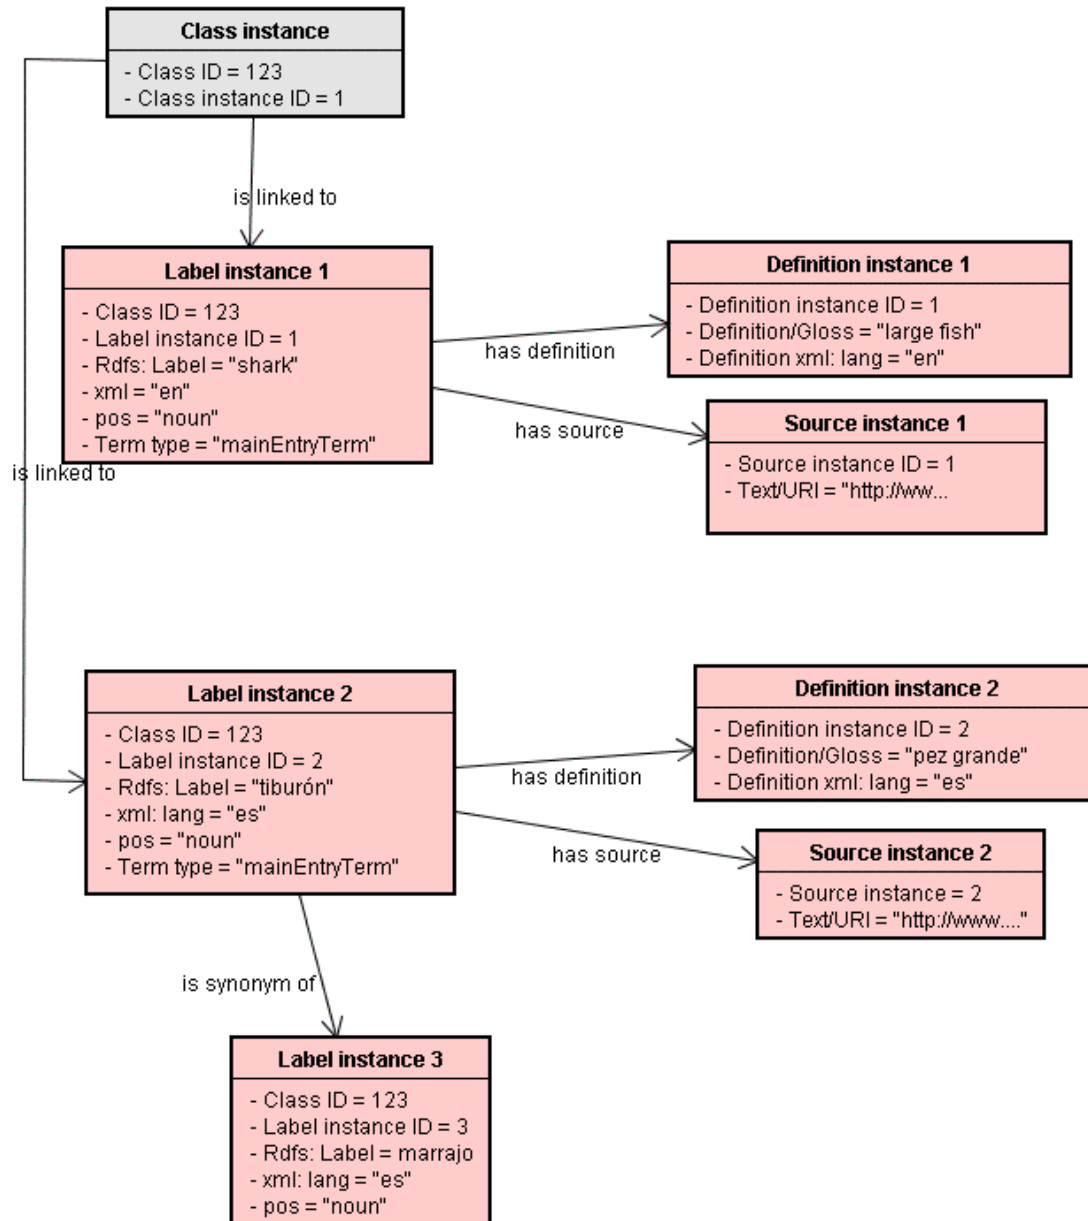 Class instance
- Class ID = 123
- Class instance ID = 1
is linked to
Label instance 1
- Class ID = 123
- Label instance ID = 1
- Rdfs: Label = "shark"
- xml = "en"
- pos = "noun"
- Term type = "mainEntryTerm"
is linked to
has definition
Definition instance 1
- Definition instance ID = 1
- Definition/Gloss = "large fish"
- Definition xml: lang = "en"
has source
Source instance 1
- Source instance ID = 1
- Text/URI = "http://ww...
Label instance 2
- Class ID = 123
- Label instance ID = 2
- Rdfs: Label = "tiburón"
- xml: lang = "es"
- pos = "noun"
- Term type = "mainEntryTerm"
has definition
Definition instance 2
- Definition instance ID = 2
- Definition/Gloss = "pez grande"
- Definition xml: lang = "es"
has source
Source instance 2
- Source instance = 2
- Text/URI = "http://www...."
is synonym of
Label instance 3
- Class ID = 123
- Label instance ID = 3
- Rdfs: Label = marrajo
- xml: lang = "es"
- pos = "noun"